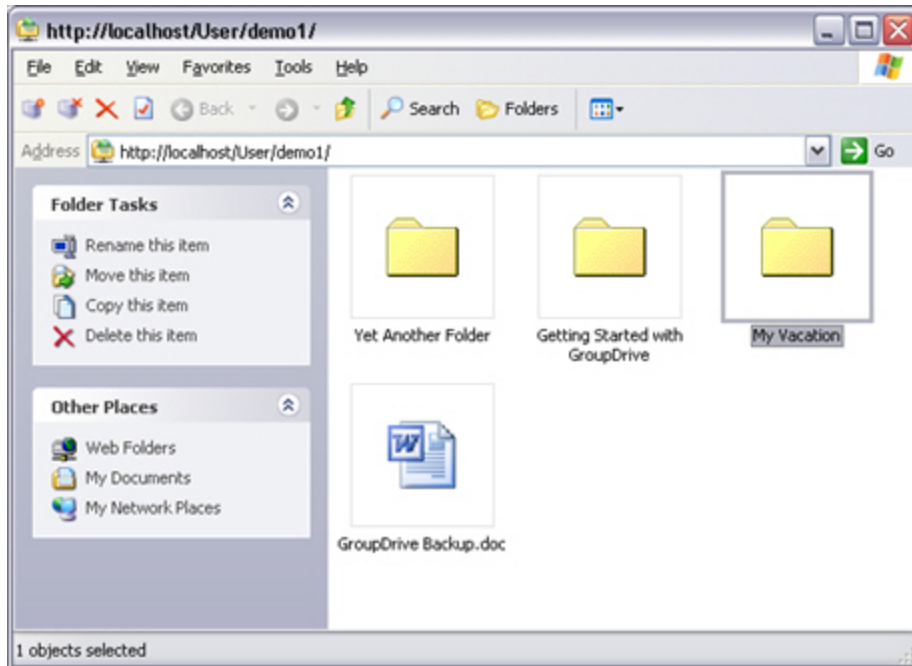 http://localhost/User/demo1/
File Edit View Favorites Tools Help
Back Search Folders
Address http://localhost/User/demo1/ Go
Folder Tasks
Rename this item
Move this item
Copy this item
Delete this item
Other Places
Web Folders
My Documents
My Network Places
Yet Another Folder
Getting Started with
GroupDrive
My Vacation
W
GroupDrive Backup.doc
1 objects selected